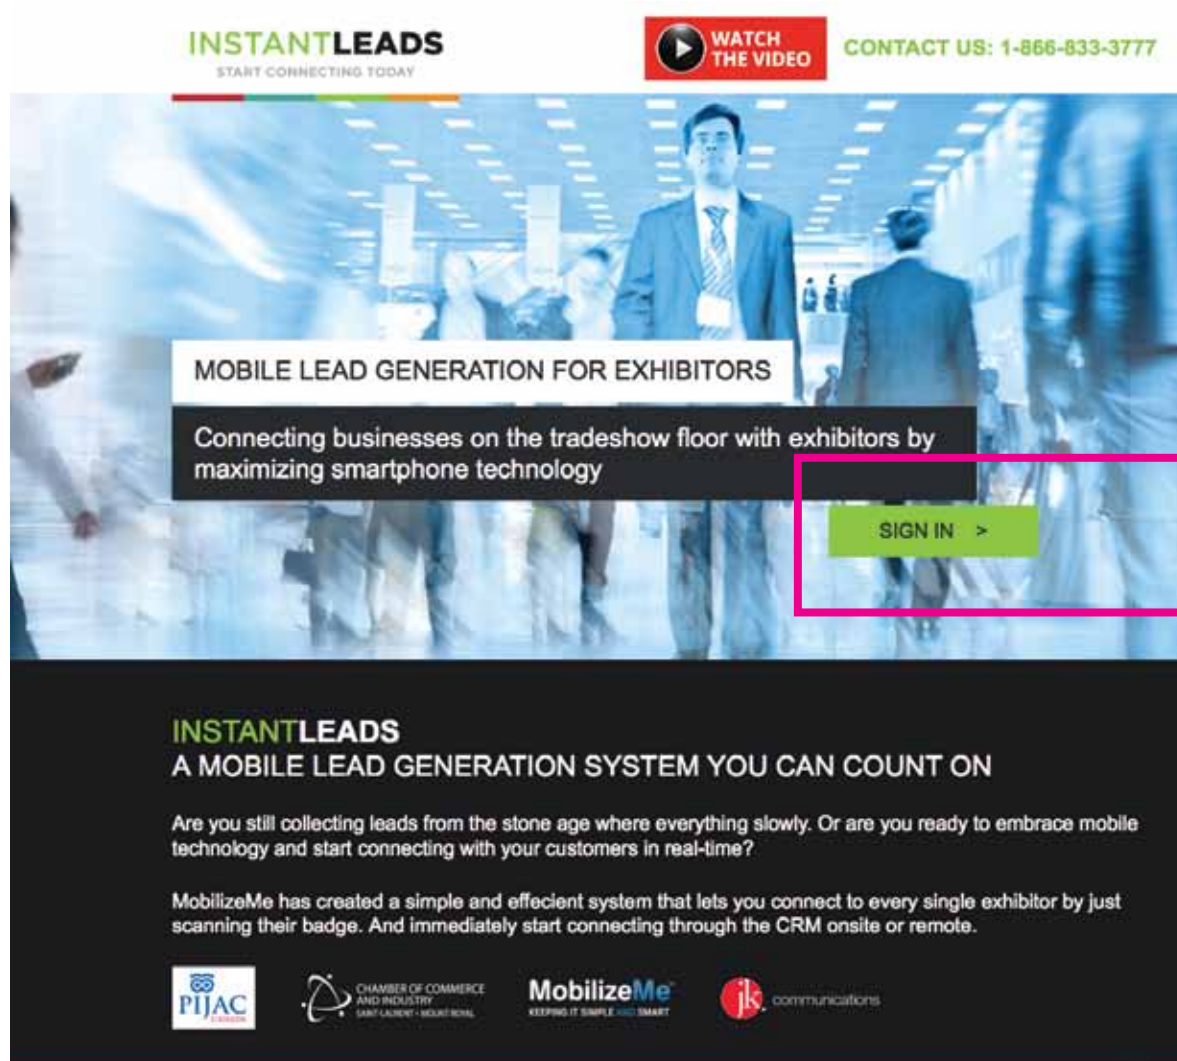 INSTANTLEADS
START CONNECTING TODAY
WATCH
THE VIDEO
CONTACT US: 1-866-833-3777
MOBILE LEAD GENERATION FOR EXHIBITORS
Connecting businesses on the tradeshow floor with exhibitors by
maximizing smartphone technology
SIGN IN >
INSTANTLEADS
A MOBILE LEAD GENERATION SYSTEM YOU CAN COUNT ON
Are you still collecting leads from the stone age where everything slowly. Or are you ready to embrace mobile
technology and start connecting with your customers in real-time?
MobilizeMe has created a simple and effecient system that lets you connect to every single exhibitor by just
scanning their badge. And immediately start connecting through the CRM onsite or remote.
PIJAC
CANADA
CHAMBER OF COMMERCE
AND INDUSTRY
SAINT-LAURENT - MOUNT ROYAL
MobilizeMe
KEEPING IT SIMPLE AND SMART
jk communications